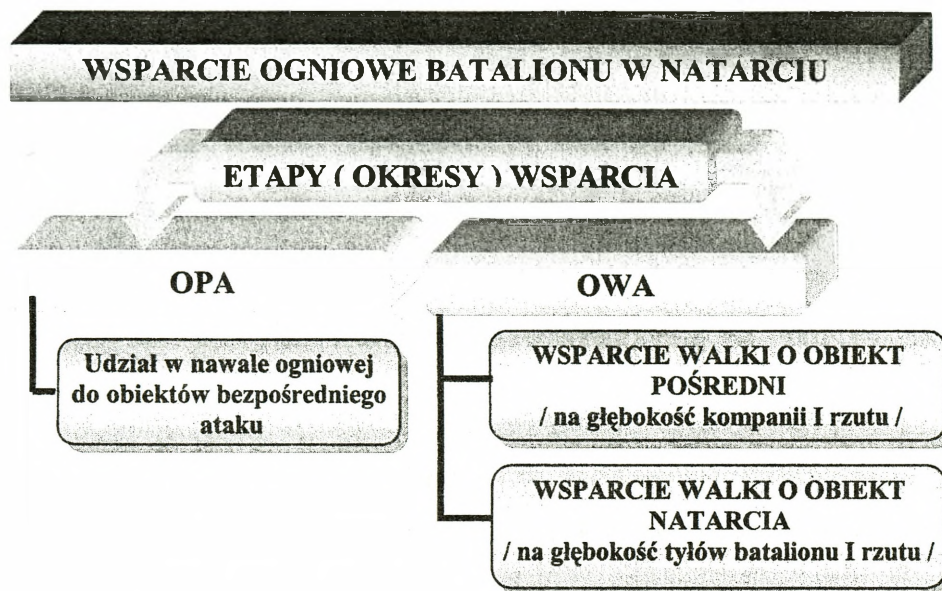 WSPARCIE OGNIOWE BATALIONU W NATARCIU
ETAPY ( OKRESY ) WSPARCIA
OPA
OWA
Udział w nawale ogniowej
do obiektów bezpośredniego
ataku
WSPARCIE WALKI O OBIEKT
POŚREDNI
/ na głębokość kompanii I rzutu /
WSPARCIE WALKI O OBIEKT
NATARCIA
/ na głębokość tyłów batalionu I rzutu /